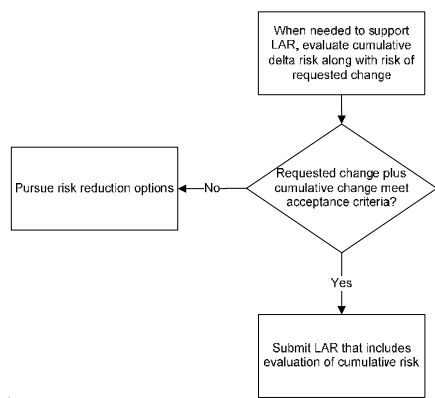 When needed to support
LAR, evaluate cumulative
delta risk along with risk of
requested change
Requested change plus
cumulative change meet
acceptance criteria?
No
Pursue risk reduction options
Yes
Submit LAR that includes
evaluation of cumulative risk